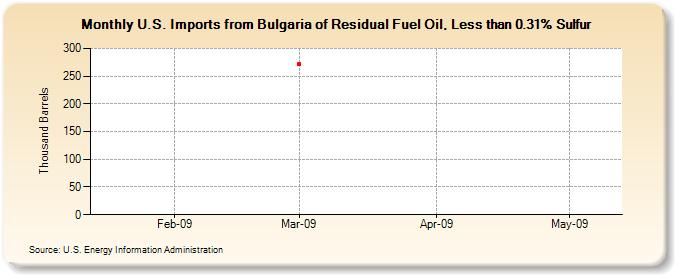 Monthly U.S. Imports from Bulgaria of Residual Fuel Oil, Less than 0.31% Sulfur
Thousand Barrels
300
250
200
150
100
50
0
Feb-09 Mar-09 Apr-09 May-09
Source: U.S. Energy Information Administration